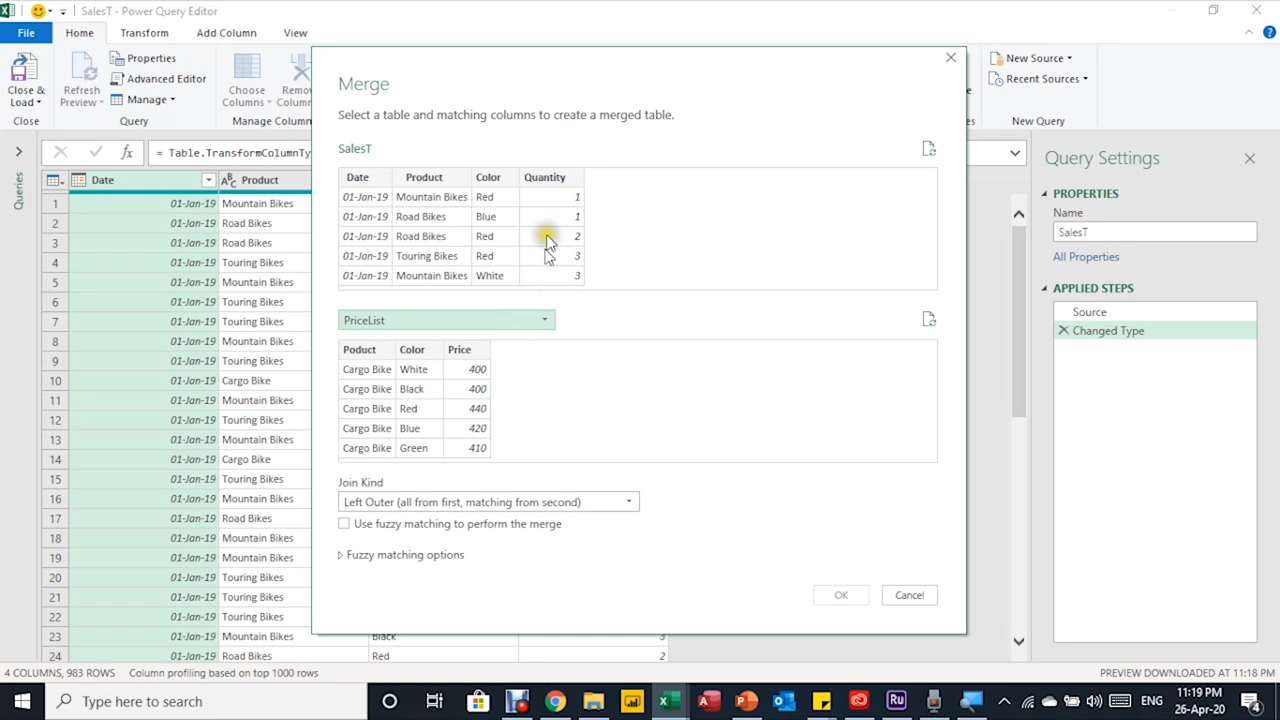 SalesT - Power Query Editor
File Home Transform Add Column View
Close & Load
Refresh Preview
Properties
Advanced Editor
Manage
Choose Columns
New Source
Recent Sources
Close Query Manage Column New Query
= Table.TransformColumnTy
Queries
Date Product
1 01-Jan-19 Mountain Bikes
2 01-Jan-19 Road Bikes
3 01-Jan-19 Road Bikes
4 01-Jan-19 Touring Bikes
5 01-Jan-19 Mountain Bikes
6 01-Jan-19 Touring Bikes
7 01-Jan-19 Touring Bikes
8 01-Jan-19 Mountain Bikes
9 01-Jan-19 Touring Bikes
10 01-Jan-19 Cargo Bike
11 01-Jan-19 Mountain Bikes
12 01-Jan-19 Touring Bikes
13 01-Jan-19 Mountain Bikes
14 01-Jan-19 Cargo Bike
15 01-Jan-19 Touring Bikes
16 01-Jan-19 Mountain Bikes
17 01-Jan-19 Road Bikes
18 01-Jan-19 Mountain Bikes
19 01-Jan-19 Mountain Bikes
20 01-Jan-19 Touring Bikes
21 01-Jan-19 Touring Bikes
22 01-Jan-19 Touring Bikes
23 01-Jan-19 Mountain Bikes Black 3
24 01-Jan-19 Road Bikes Red 2
Merge
Select a table and matching columns to create a merged table.
SalesT
Date Product Color Quantity
01-Jan-19 Mountain Bikes Red 1
01-Jan-19 Road Bikes Blue 1
01-Jan-19 Road Bikes Red 2
01-Jan-19 Touring Bikes Red 3
01-Jan-19 Mountain Bikes White 3
PriceList
Poduct Color Price
Cargo Bike White 400
Cargo Bike Black 400
Cargo Bike Red 440
Cargo Bike Blue 420
Cargo Bike Green 410
Join Kind
Left Outer (all from first, matching from second)
Use fuzzy matching to perform the merge
Fuzzy matching options
OK Cancel
Query Settings
PROPERTIES
Name
SalesT
All Properties
APPLIED STEPS
Source
Changed Type
4 COLUMNS, 983 ROWS Column profiling based on top 1000 rows PREVIEW DOWNLOADED AT 11:18 PM
Type here to search
ENG
11:19 PM
26-Apr-20
4